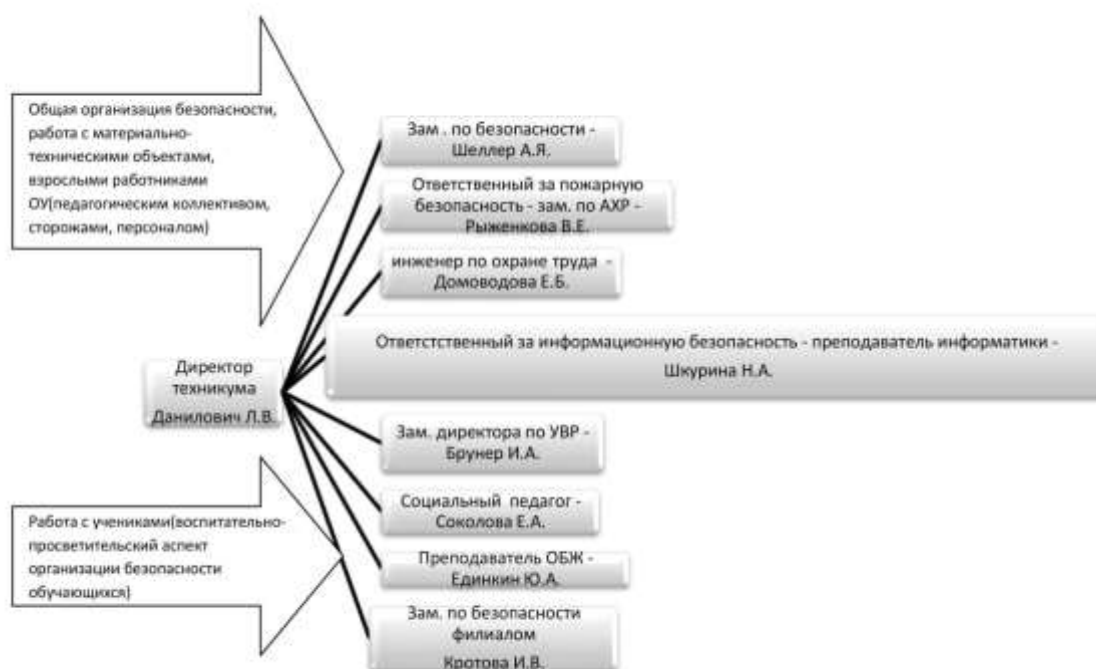 Общая организация безопасности,
работа с материально-
техническими объектами,
взрослыми работниками
ОУ(педагогическим коллективом,
сторожами, персоналом)
Зам . по безопасности -
Шеллер А.Я.
Ответственный за пожарную
безопасность - зам. по АХР -
Рыженкова В.Е.
инженер по охране труда -
Домоводова Е.Б.
Ответстственный за информационную безопасность - преподаватель информатики -
Шкурина Н.А.
Директор
техникума
Данилович Л.В.
Зам. директора по УВР -
Брунер И.А.
Социальный педагог -
Соколова Е.А.
Преподаватель ОБЖ -
Единкин Ю.А.
Зам. по безопасности
филиалом
Кротова И.В.
Работа с учениками(воспитательно-
просветительский аспект
организации безопасности
обучающихся)